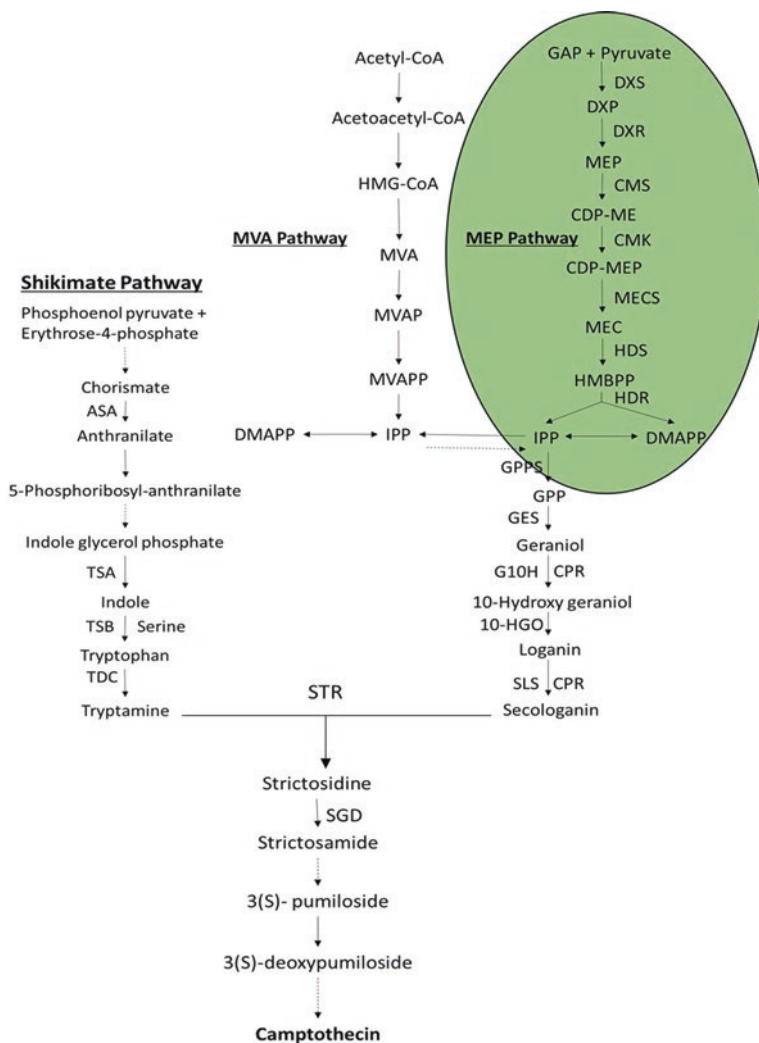 Acetyl-CoA
Acetoacetyl-CoA
HMG-CoA
MVA Pathway
MVA
MVAP
MVAPP
DMAPP
IPP
GAP + Pyruvate
DXS
DXP
DXR
MEP
CMS
CDP-ME
MEP Pathway
CMK
CDP-MEP
MECS
MEC
HDS
HMBPP
HDR
IPP
DMAPP
GPPS
GPP
GES
Geraniol
G10H CPR
10-Hydroxy geraniol
10-HGO
Loganin
SLS CPR
Secologanin
Shikimate Pathway
Phosphoenol pyruvate +
Erythrose-4-phosphate
Chorismate
ASA
Anthranilate
5-Phosphoribosyl-anthranilate
Indole glycerol phosphate
TSA
Indole
TSB Serine
Tryptophan
TDC
Tryptamine
STR
Strictosidine
SGD
Strictosamide
3(S)- pumiloside
3(S)-deoxypumiloside
Camptothecin